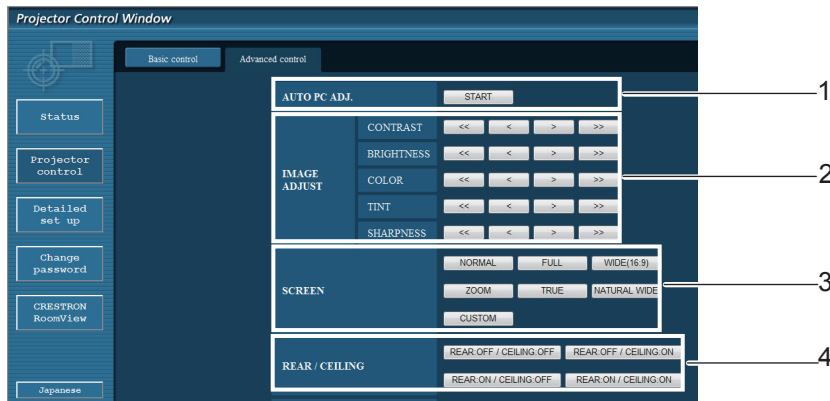 Projector Control Window
Basic control
Advanced control
Status
Projector
control
Detailed
set up
Change
password
CRESTRON
RoomView
Japanese
AUTO PC ADJ.
START
1
IMAGE
ADJUST
CONTRAST << < > >>
BRIGHTNESS << < > >>
COLOR << < > >>
TINT << < > >>
SHARPNESS << < > >>
2
SCREEN
NORMAL FULL WIDE(16:9)
ZOOM TRUE NATURAL WIDE
CUSTOM
3
REAR / CEILING
REAR:OFF / CEILING:OFF REAR:OFF / CEILING:ON
REAR:ON / CEILING:OFF REAR:ON / CEILING:ON
4